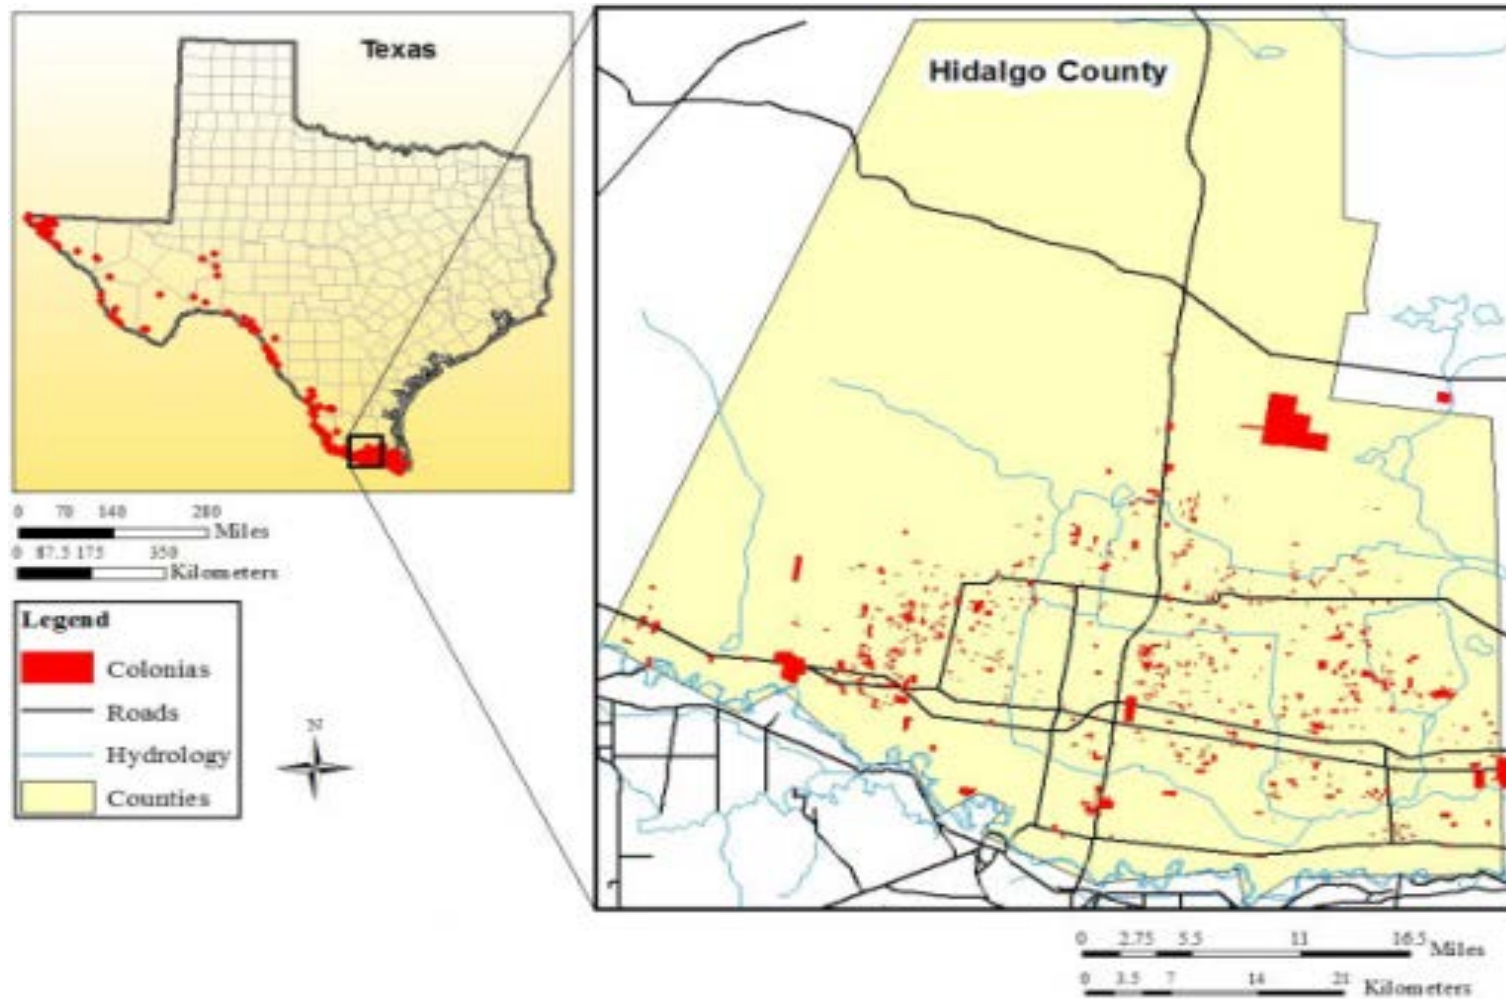 Texas
Hidalgo County
0 70 140 280
Miles
0 87.5 175 350
Kilometers
Legend
Colonias
Roads
Hydrology
Counties
N
0 2.75 5.5 11 16.5
Miles
0 3.5 7 14 21
Kilometers